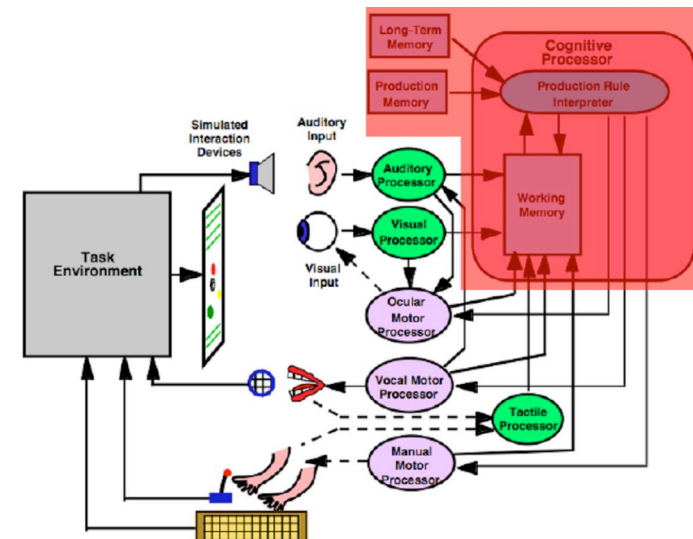 Long-Term
Memory
Cognitive
Processor
Production
Memory
Production Rule
Interpreter
Simulated
Interaction
Devices
Auditory
Input
Auditory
Processor
Working
Memory
Visual
Processor
Task
Environment
Visual
Input
Ocular
Motor
Processor
Vocal Motor
Processor
Tactile
Processor
Manual
Motor
Processor